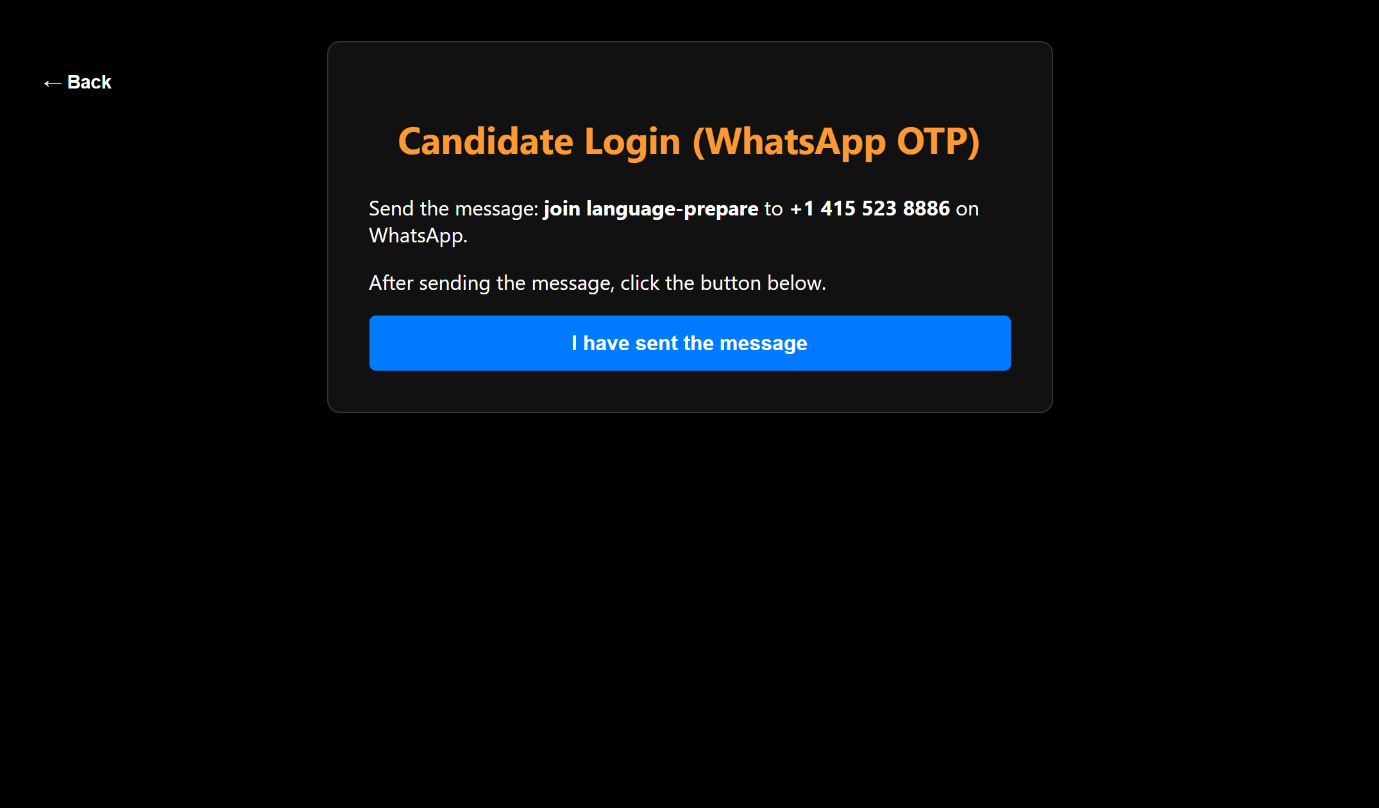 ← Back
Candidate Login (WhatsApp OTP)
Send the message: join language-prepare to +1 415 523 8886 on
WhatsApp.
After sending the message, click the button below.
I have sent the message